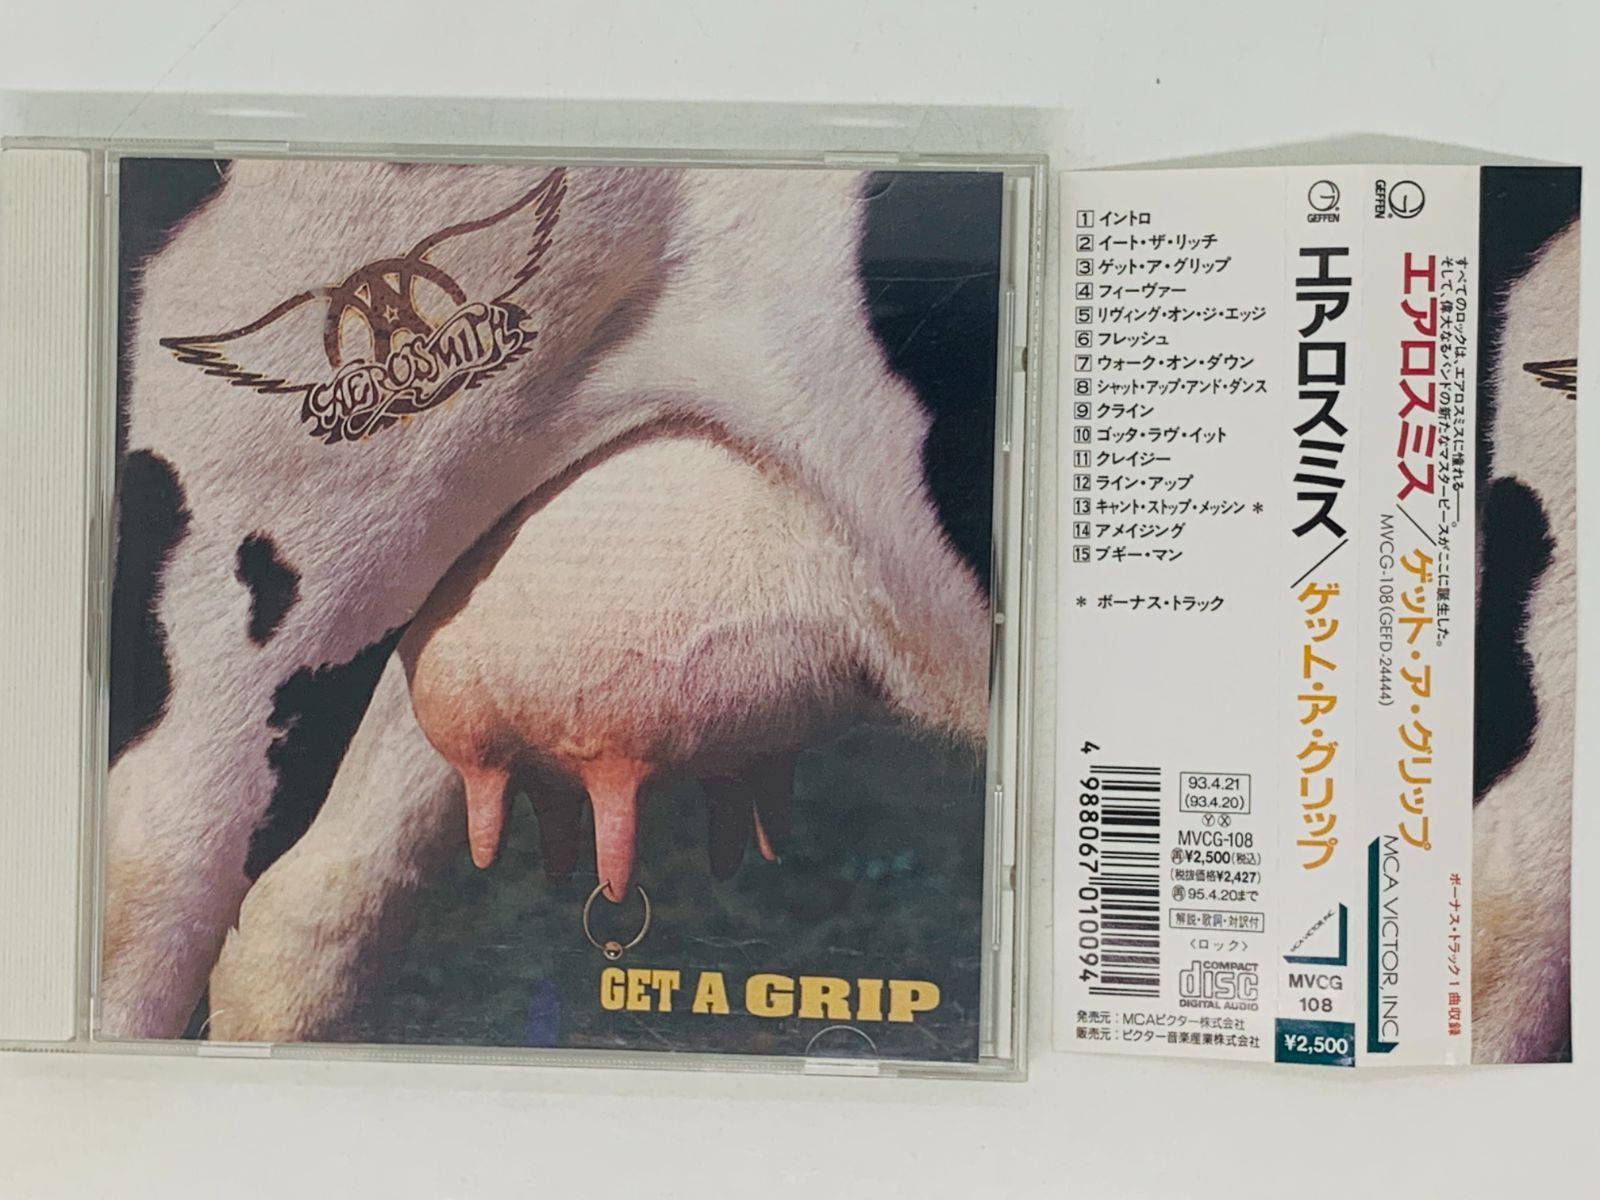 AEROSMITH
GET A GRIP
1 イントロ
2 イート・ザ・リッチ
3 ゲット・ア・グリップ
4 フィーヴァー
5 リヴィング・オン・ジ・エッジ
6 フレッシュ
7 ウォーク・オン・ダウン
8 シャット・アップ・アンド・ダンス
9 クライン
10 ゴッタ・ラヴ・イット
11 クレイジー
12 ライン・アップ
13 キャント・ストップ・メッシン *
14 アメイジング
15 ブギー・マン
* ボーナス・トラック
4 988067 010094
93.4.21
(93.4.20)
Ⓨ Ⓧ
MVCG-108
再¥2,500(税込)
(税抜価格¥2,427)
再95.4.20まで
解説・歌詞・対訳付
〈ロック〉
COMPACT
disc
DIGITAL AUDIO
発売元:MCAビクター株式会社
販売元:ビクター音楽産業株式会社
GEFFEN
エアロスミス/ゲット・ア・グリップ
MCA VICTOR, INC.
MVCG
108
¥2,500
GEFFEN
すべてのロックは、エアロスミスに憧れる——。
そして、偉大なるバンドの新たなマスターピースがここに誕生した。
エアロスミス/ゲット・ア・グリップ
MVCG-108(GEFD-24444)
MCA VICTOR, INC.
ボーナス・トラック1曲収録